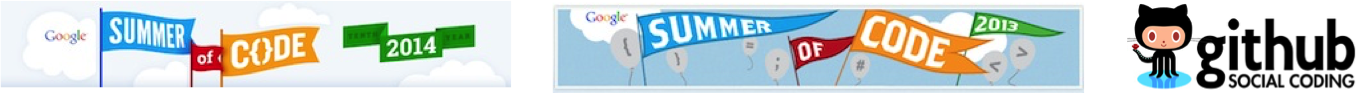 Google SUMMER of C{}DE TENTH 2014 YEAR
Google SUMMER OF CODE 2013
= ; # < >
github
SOCIAL CODING